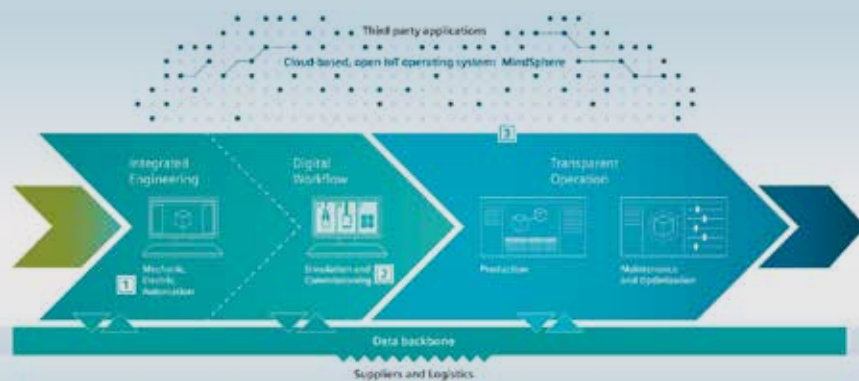 Third party applications
Cloud-based, open IoT operating system: MindSphere
3
Integrated
Engineering
Digital
Workflow
Transparent
Operation
1
Mechanic,
Electric,
Automation
Simulation and
Commissioning
2
Production
Maintenance
and Optimization
Data backbone
Suppliers and Logistics